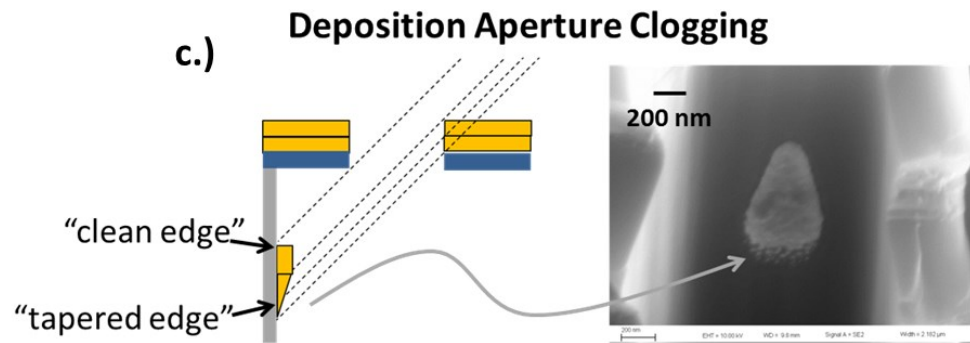 Deposition Aperture Clogging
c.)
200 nm
“clean edge”
“tapered edge”
200 nm EHT = 10.00 kV WD = 9.8 mm Signal A = SE2 Width = 2.182 µm